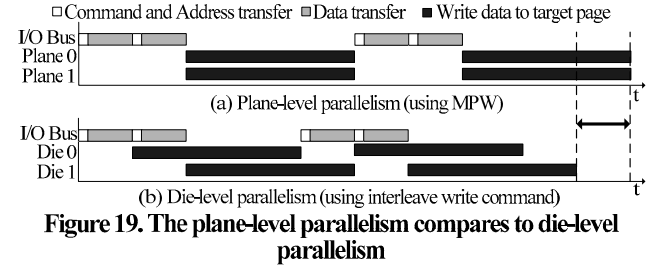 Command and Address transfer Data transfer Write data to target page
I/O Bus
Plane 0
Plane 1
t
(a) Plane-level parallelism (using MPW)
I/O Bus
Die 0
Die 1
t
(b) Die-level parallelism (using interleave write command)
Figure 19. The plane-level parallelism compares to die-level
parallelism